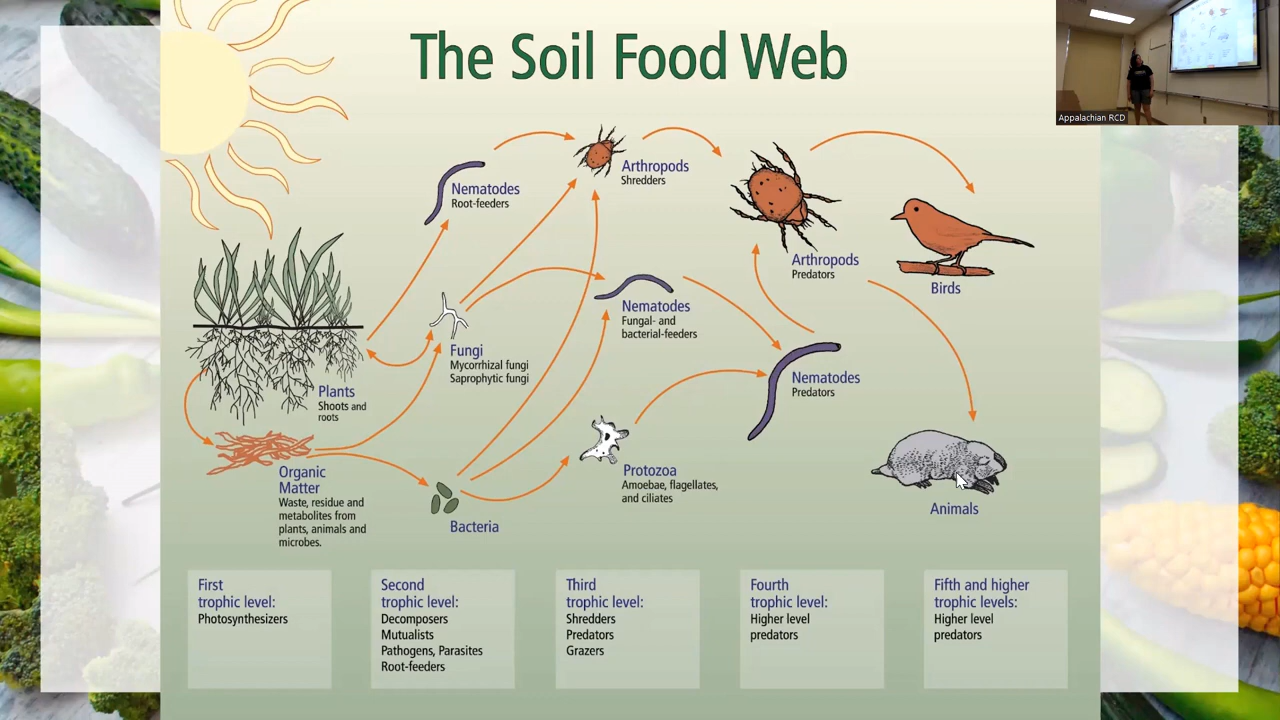 The Soil Food Web
Appalachian RCD
Arthropods
Shredders
Nematodes
Root-feeders
Arthropods
Predators
Birds
Nematodes
Fungal- and
bacterial-feeders
Fungi
Mycorrhizal fungi
Saprophytic fungi
Nematodes
Predators
Plants
Shoots and
roots
Organic
Matter
Waste, residue and
metabolites from
plants, animals and
microbes.
Protozoa
Amoebae, flagellates,
and ciliates
Bacteria
Animals
First
trophic level:
Photosynthesizers
Second
trophic level:
Decomposers
Mutualists
Pathogens, Parasites
Root-feeders
Third
trophic level:
Shredders
Predators
Grazers
Fourth
trophic level:
Higher level
predators
Fifth and higher
trophic levels:
Higher level
predators